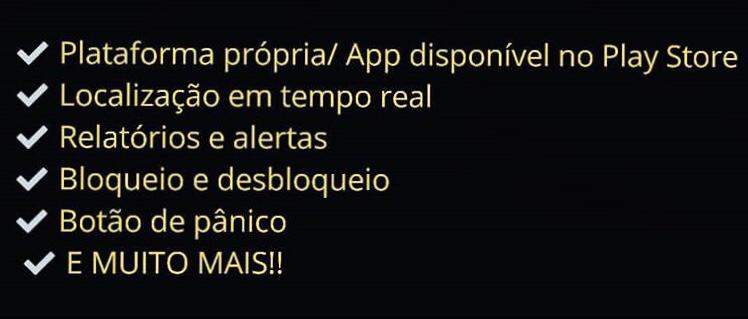 Plataforma própria/ App disponível no Play Store
Localização em tempo real
Relatórios e alertas
Bloqueio e desbloqueio
Botão de pânico
E MUITO MAIS!!